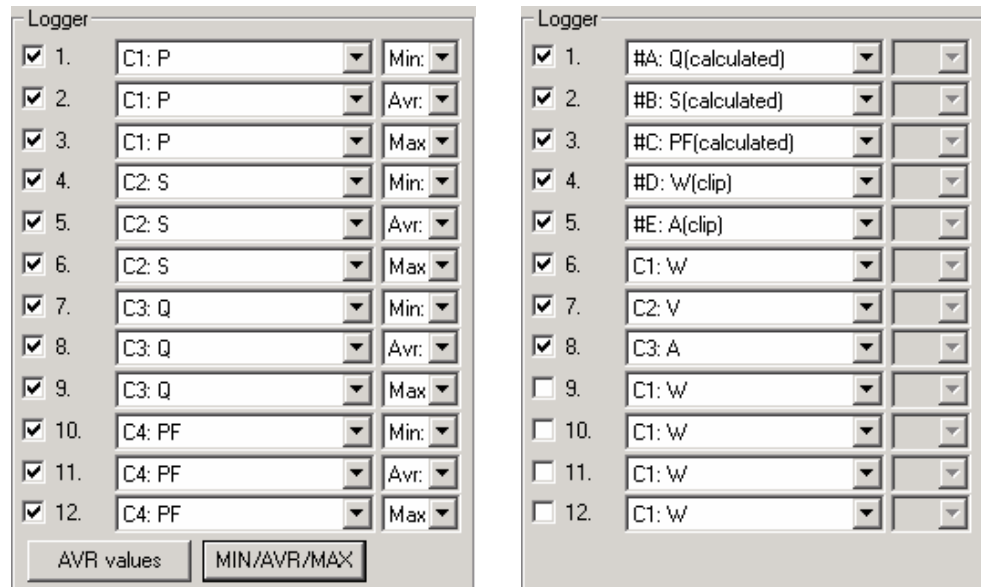 Logger
1. C1: P Min:
2. C1: P Avr:
3. C1: P Max
4. C2: S Min:
5. C2: S Avr:
6. C2: S Max
7. C3: Q Min:
8. C3: Q Avr:
9. C3: Q Max
10. C4: PF Min:
11. C4: PF Avr:
12. C4: PF Max
AVR values MIN/AVR/MAX
Logger
1. #A: Q(calculated)
2. #B: S(calculated)
3. #C: PF(calculated)
4. #D: W(clip)
5. #E: A(clip)
6. C1: W
7. C2: V
8. C3: A
9. C1: W
10. C1: W
11. C1: W
12. C1: W